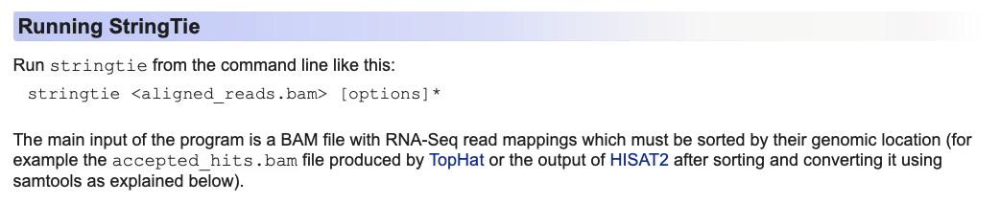 Running StringTie
Run stringtie from the command line like this:
stringtie <aligned_reads.bam> [options]*
The main input of the program is a BAM file with RNA-Seq read mappings which must be sorted by their genomic location (for
example the accepted_hits.bam file produced by TopHat or the output of HISAT2 after sorting and converting it using
samtools as explained below).